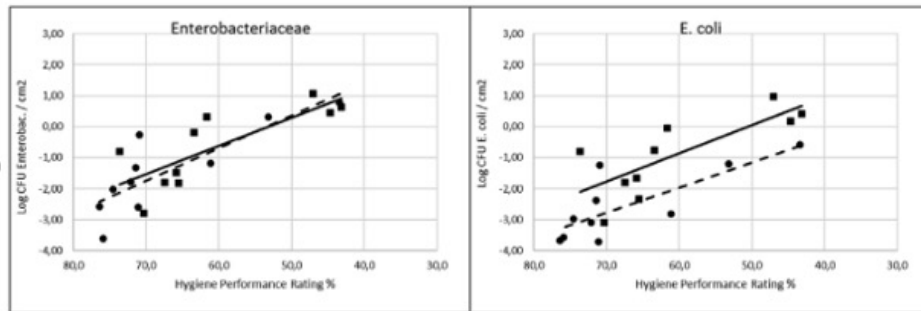 Enterobacteriaceae
Log CFU Enterobac. / cm2
3,00
2,00
1,00
0,00
-1,00
-2,00
-3,00
-4,00
80,0 70,0 60,0 50,0 40,0 30,0
Hygiene Performance Rating %
E. coli
Log CFU E. coli / cm2
3,00
2,00
1,00
0,00
-1,00
-2,00
-3,00
-4,00
80,0 70,0 60,0 50,0 40,0 30,0
Hygiene Performance Rating %